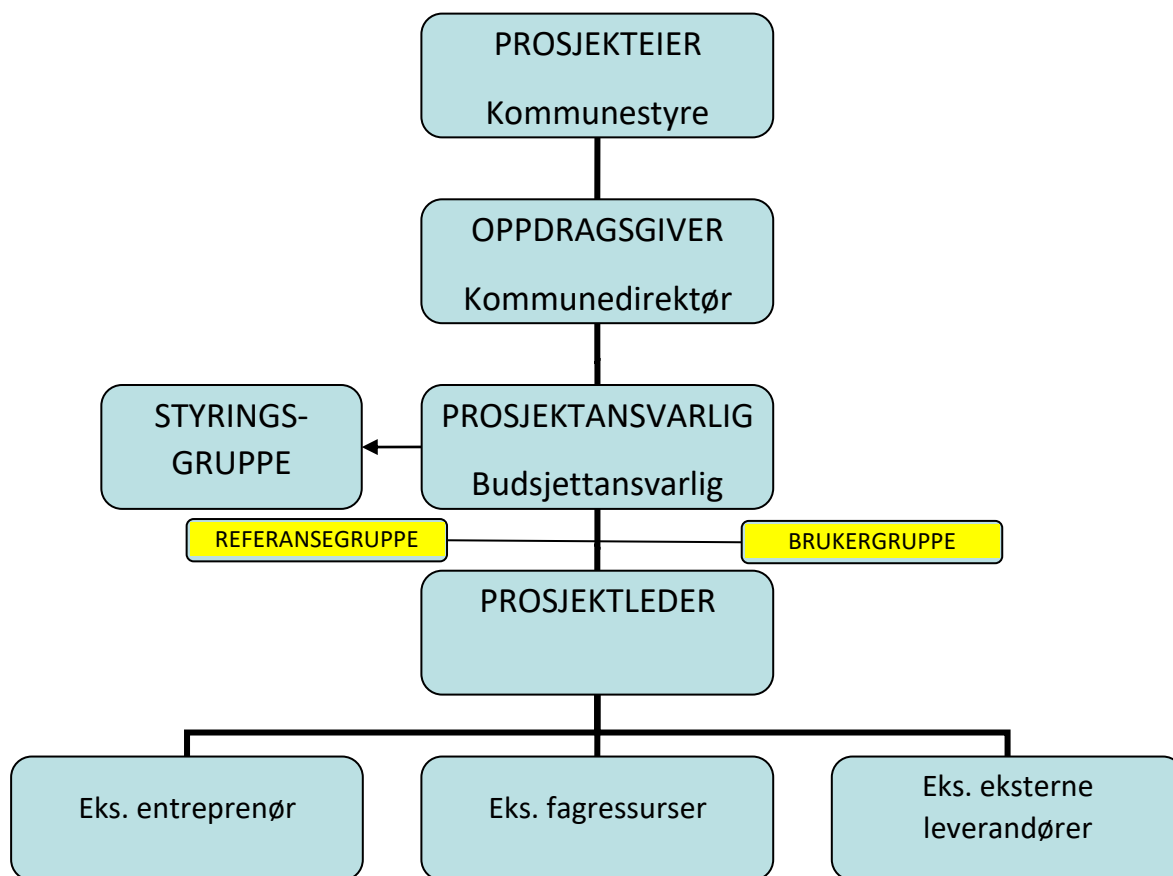 PROSJEKTEIER
Kommunestyre
OPPDRAGSGIVER
Kommunedirektør
STYRINGS-
GRUPPE
PROSJEKTANSVARLIG
Budsjettansvarlig
REFERANSEGRUPPE
BRUKERGRUPPE
PROSJEKTLEDER
Eks. entreprenør
Eks. fagressurser
Eks. eksterne
leverandører